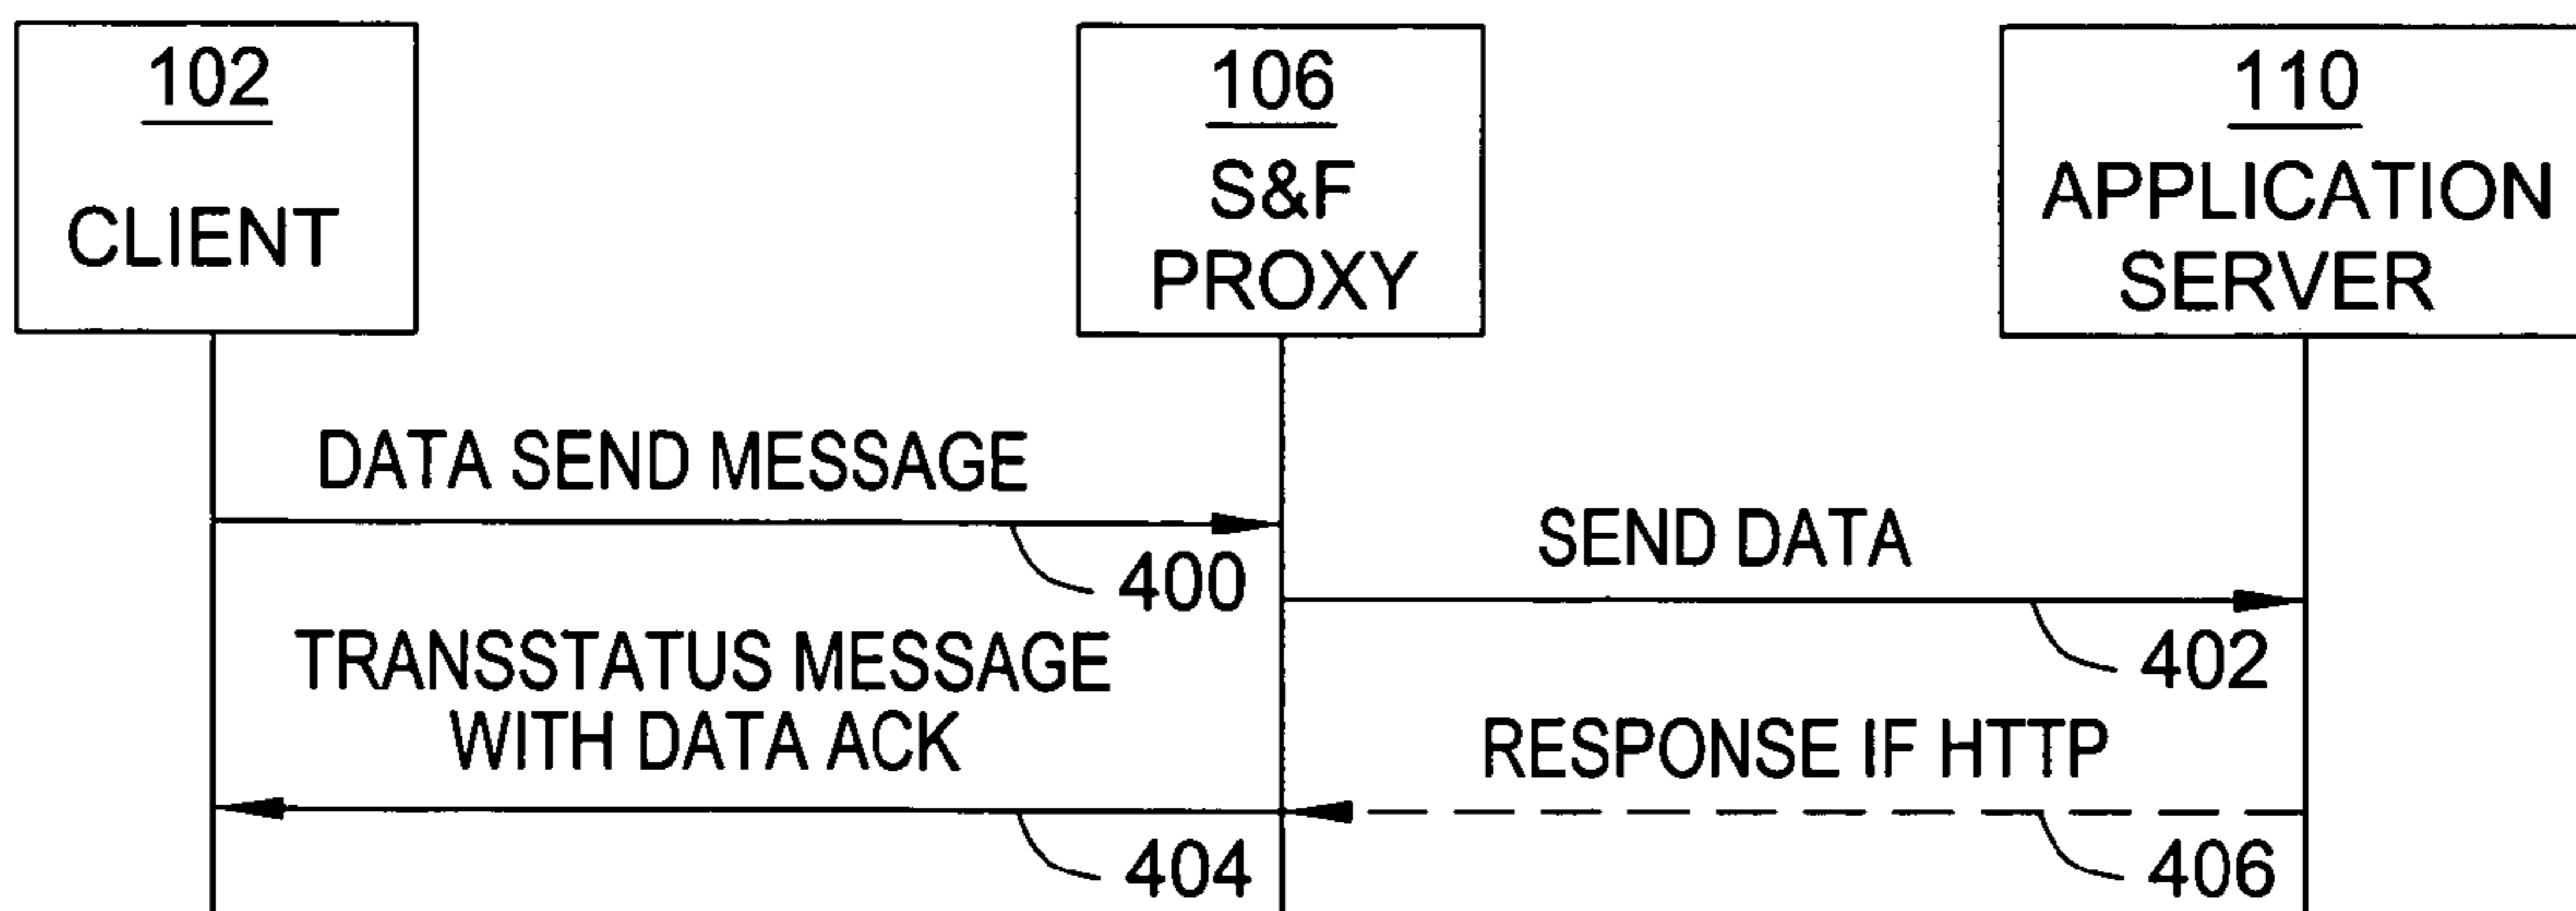 102
CLIENT
106
S&F
PROXY
110
APPLICATION
SERVER
DATA SEND MESSAGE
400
SEND DATA
402
TRANSSTATUS MESSAGE
WITH DATA ACK
404
RESPONSE IF HTTP
406